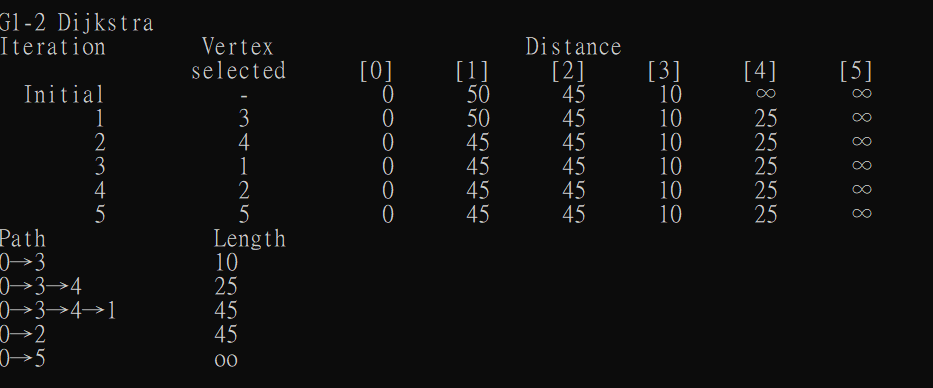 G1-2 Dijkstra
Iteration Vertex Distance
selected [0] [1] [2] [3] [4] [5]
Initial - 0 50 45 10 ∞ ∞
1 3 0 50 45 10 25 ∞
2 4 0 45 45 10 25 ∞
3 1 0 45 45 10 25 ∞
4 2 0 45 45 10 25 ∞
5 5 0 45 45 10 25 ∞
Path Length
0→3 10
0→3→4 25
0→3→4→1 45
0→2 45
0→5 oo